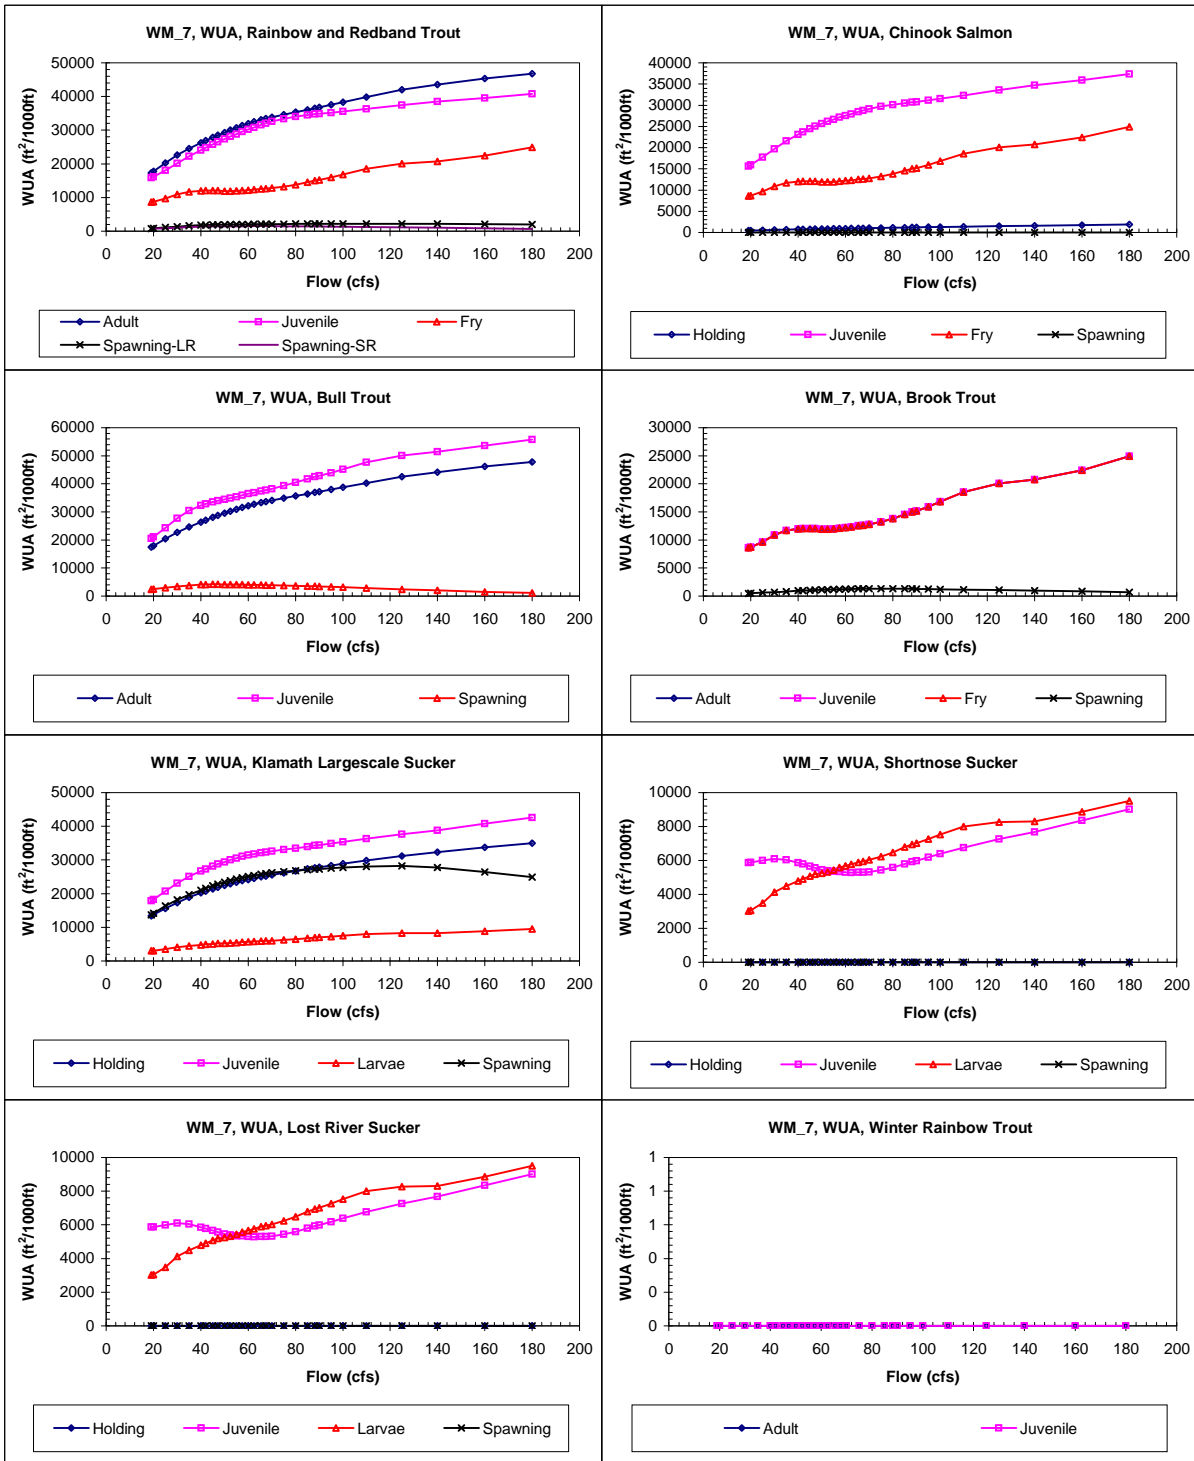 WM_7, WUA, Rainbow and Redband Trout
WUA (ft²/1000ft)
50000
40000
30000
20000
10000
0
0 20 40 60 80 100 120 140 160 180 200
Flow (cfs)
Adult Juvenile Fry
Spawning-LR Spawning-SR
WM_7, WUA, Chinook Salmon
WUA (ft²/1000ft)
40000
35000
30000
25000
20000
15000
10000
5000
0
0 20 40 60 80 100 120 140 160 180 200
Flow (cfs)
Holding Juvenile Fry Spawning
WM_7, WUA, Bull Trout
WUA (ft²/1000ft)
60000
50000
40000
30000
20000
10000
0
0 20 40 60 80 100 120 140 160 180 200
Flow (cfs)
Adult Juvenile Spawning
WM_7, WUA, Brook Trout
WUA (ft²/1000ft)
30000
25000
20000
15000
10000
5000
0
0 20 40 60 80 100 120 140 160 180 200
Flow (cfs)
Adult Juvenile Fry Spawning
WM_7, WUA, Klamath Largescale Sucker
WUA (ft²/1000ft)
50000
40000
30000
20000
10000
0
0 20 40 60 80 100 120 140 160 180 200
Flow (cfs)
Holding Juvenile Larvae Spawning
WM_7, WUA, Shortnose Sucker
WUA (ft²/1000ft)
10000
8000
6000
4000
2000
0
0 20 40 60 80 100 120 140 160 180 200
Flow (cfs)
Holding Juvenile Larvae Spawning
WM_7, WUA, Lost River Sucker
WUA (ft²/1000ft)
10000
8000
6000
4000
2000
0
0 20 40 60 80 100 120 140 160 180 200
Flow (cfs)
Holding Juvenile Larvae Spawning
WM_7, WUA, Winter Rainbow Trout
WUA (ft²/1000ft)
1
1
1
0
0
0
0 20 40 60 80 100 120 140 160 180 200
Flow (cfs)
Adult Juvenile